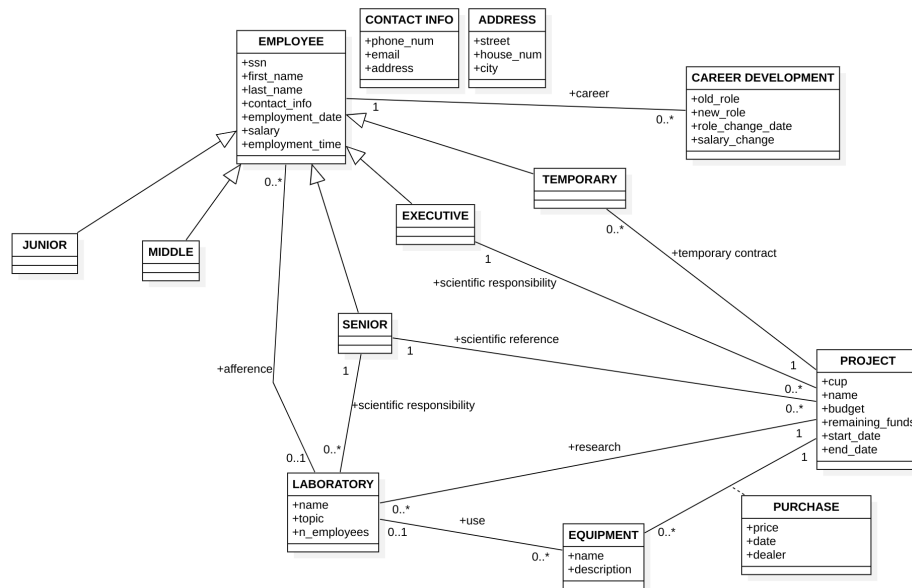 CONTACT INFO
+phone_num
+email
+address
ADDRESS
+street
+house_num
+city
EMPLOYEE
+ssn
+first_name
+last_name
+contact_info
+employment_date
+salary
+employment_time
+career
1
0..*
CAREER DEVELOPMENT
+old_role
+new_role
+role_change_date
+salary_change
0..*
TEMPORARY
0..*
EXECUTIVE
1
JUNIOR
MIDDLE
+temporary contract
+scientific responsibility
SENIOR
1
1
+scientific reference
+afference
+scientific responsibility
1
0..*
0..*
1
1
PROJECT
+cup
+name
+budget
+remaining_funds
+start_date
+end_date
+research
0..*
0..1
LABORATORY
+name
+topic
+n_employees
0..*
0..1
+use
0..*
EQUIPMENT
+name
+description
0..*
PURCHASE
+price
+date
+dealer